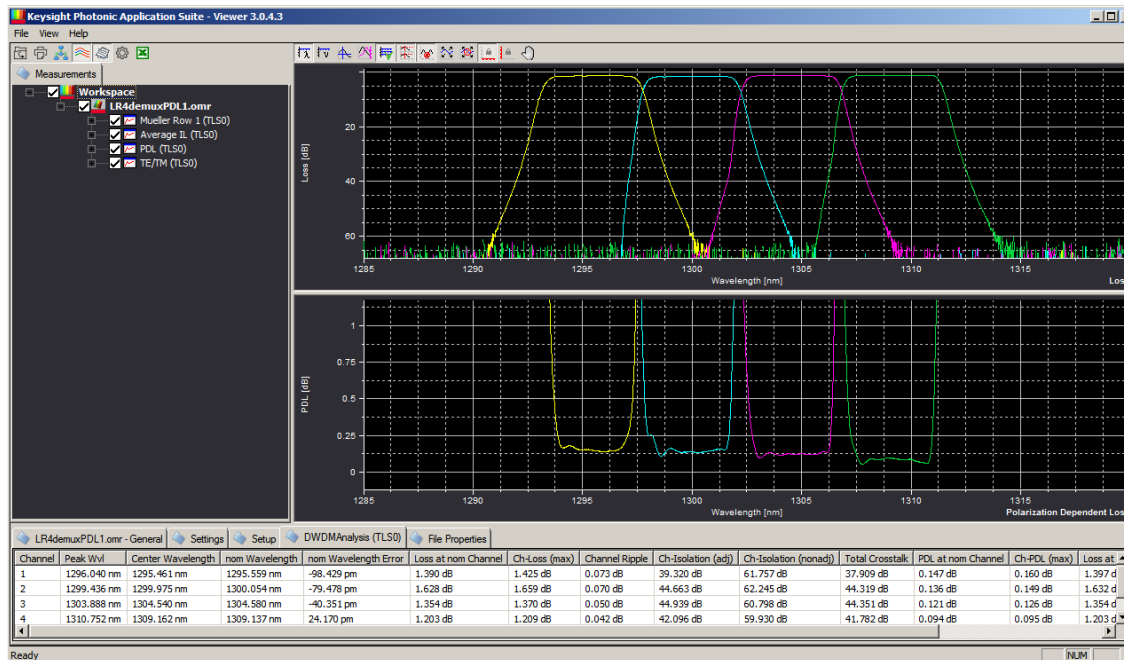 Keysight Photonic Application Suite - Viewer 3.0.4.3
File View Help
Measurements
Workspace
LR4demuxPDL1.omr
Mueller Row 1 (TLS0)
Average IL (TLS0)
PDL (TLS0)
TE/TM (TLS0)
Loss [dB]
20
40
60
1285 1290 1295 1300 1305 1310 1315
Wavelength [nm]
Los
PDL [dB]
1
0.75
0.5
0.25
0
1285 1290 1295 1300 1305 1310 1315
Wavelength [nm]
Polarization Dependent Los
LR4demuxPDL1.omr - General Settings Setup DWDMAnalysis (TLS0) File Properties
Channel Peak Wvl Center Wavelength nom Wavelength nom Wavelength Error Loss at nom Channel Ch-Loss (max) Channel Ripple Ch-Isolation (adj) Ch-Isolation (nonadj) Total Crosstalk PDL at nom Channel Ch-PDL (max) Loss at
1 1296.040 nm 1295.461 nm 1295.559 nm -98.429 pm 1.390 dB 1.425 dB 0.073 dB 39.320 dB 61.757 dB 37.909 dB 0.147 dB 0.160 dB 1.397 d
2 1299.436 nm 1299.975 nm 1300.054 nm -79.478 pm 1.628 dB 1.659 dB 0.070 dB 44.663 dB 62.245 dB 44.319 dB 0.136 dB 0.149 dB 1.632 d
3 1303.888 nm 1304.540 nm 1304.580 nm -40.351 pm 1.354 dB 1.370 dB 0.050 dB 44.939 dB 60.798 dB 44.351 dB 0.121 dB 0.126 dB 1.354 d
4 1310.752 nm 1309.162 nm 1309.137 nm 24.170 pm 1.203 dB 1.209 dB 0.042 dB 42.096 dB 59.930 dB 41.782 dB 0.094 dB 0.095 dB 1.203 d
Ready
NUM